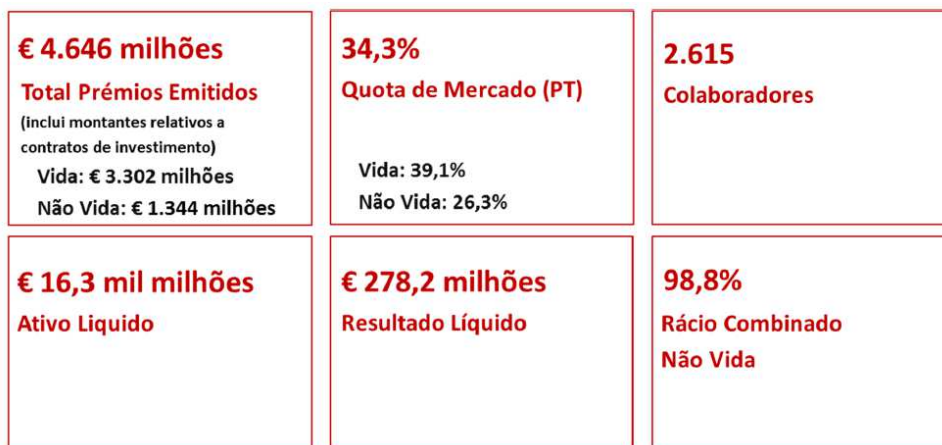 € 4.646 milhões
Total Prémios Emitidos
(inclui montantes relativos a
contratos de investimento)
Vida: € 3.302 milhões
Não Vida: € 1.344 milhões
34,3%
Quota de Mercado (PT)
Vida: 39,1%
Não Vida: 26,3%
2.615
Colaboradores
€ 16,3 mil milhões
Ativo Liquido
€ 278,2 milhões
Resultado Líquido
98,8%
Rácio Combinado
Não Vida